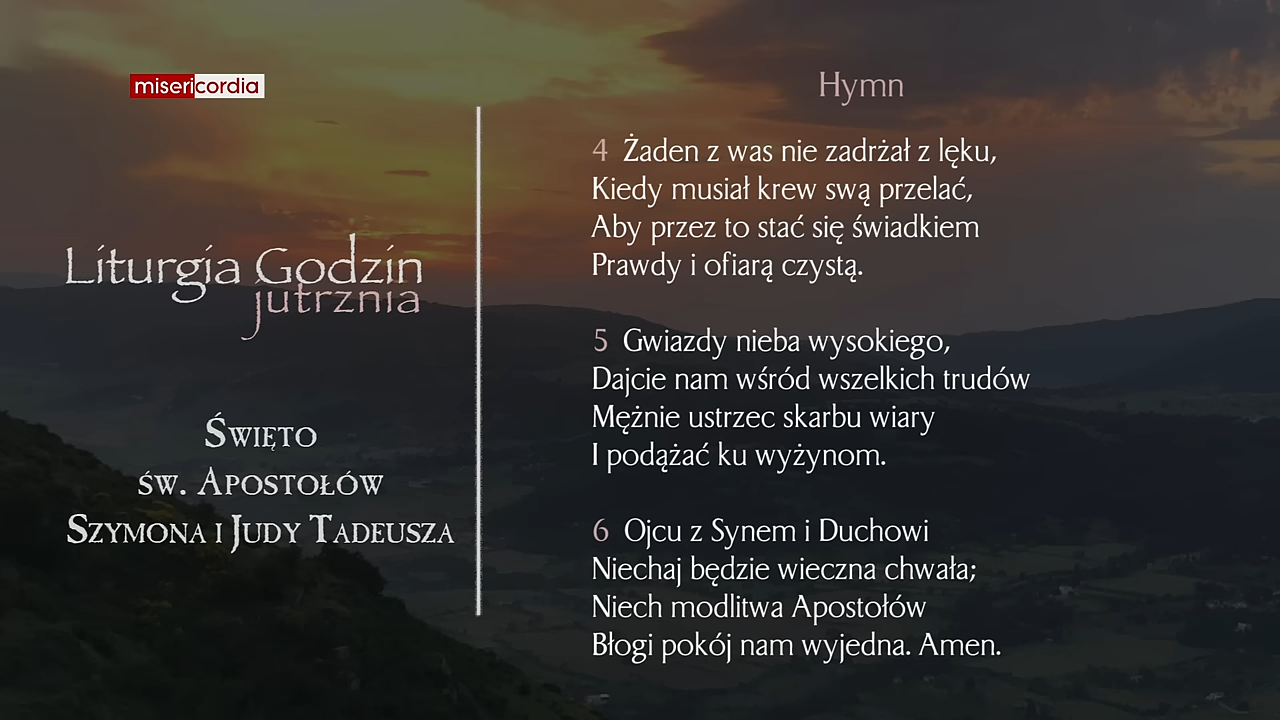 misericordia
Liturgia Godzin
jutrznia
Święto
św. Apostołów
Szymona i Judy Tadeusza
Hymn
4 Żaden z was nie zadrżał z lęku,
Kiedy musiał krew swą przelać,
Aby przez to stać się świadkiem
Prawdy i ofiarą czystą.
5 Gwiazdy nieba wysokiego,
Dajcie nam wśród wszelkich trudów
Mężnie ustrzec skarbu wiary
I podążać ku wyżynom.
6 Ojcu z Synem i Duchowi
Niechaj będzie wieczna chwała;
Niech modlitwa Apostołów
Błogi pokój nam wyjedna. Amen.